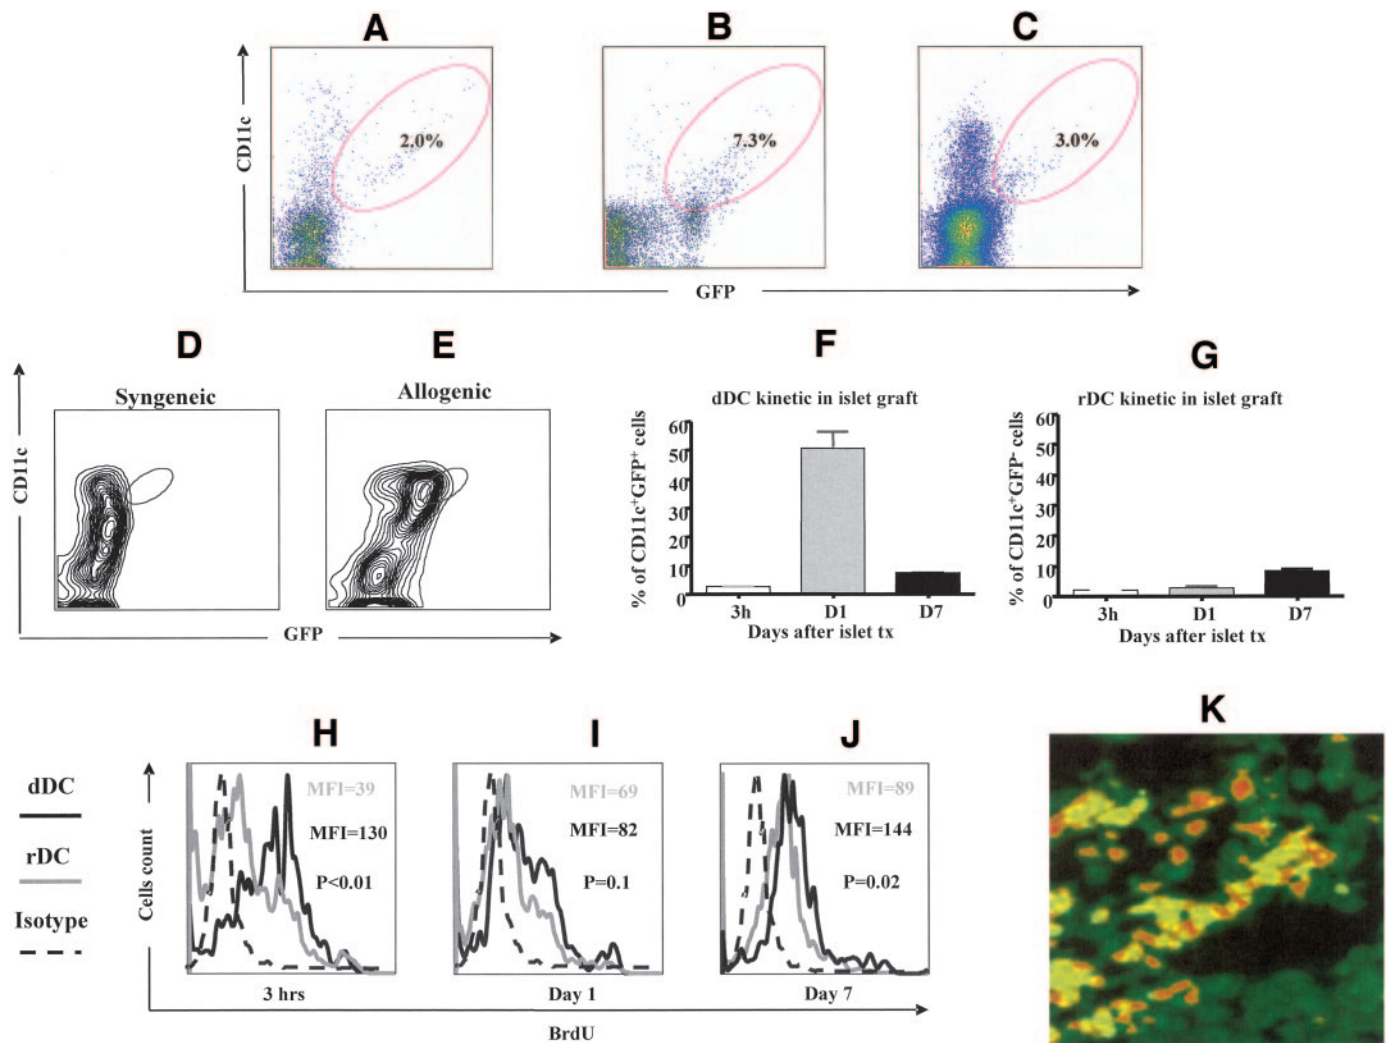 A
B
C
CD11c
2.0%
7.3%
3.0%
GFP
D
E
F
G
Syngeneic
Allogenic
dDC kinetic in islet graft
rDC kinetic in islet graft
CD11c
% of CD11c⁺GFP⁺ cells
60
50
40
30
20
10
0
% of CD11c⁺GFP⁻ cells
60
50
40
30
20
10
0
3h D1 D7
3h D1 D7
GFP
Days after islet tx
Days after islet tx
H
I
J
K
dDC
rDC
Isotype
Cells count
MFI=39
MFI=130
P<0.01
MFI=69
MFI=82
P=0.1
MFI=89
MFI=144
P=0.02
3 hrs
Day 1
Day 7
BrdU